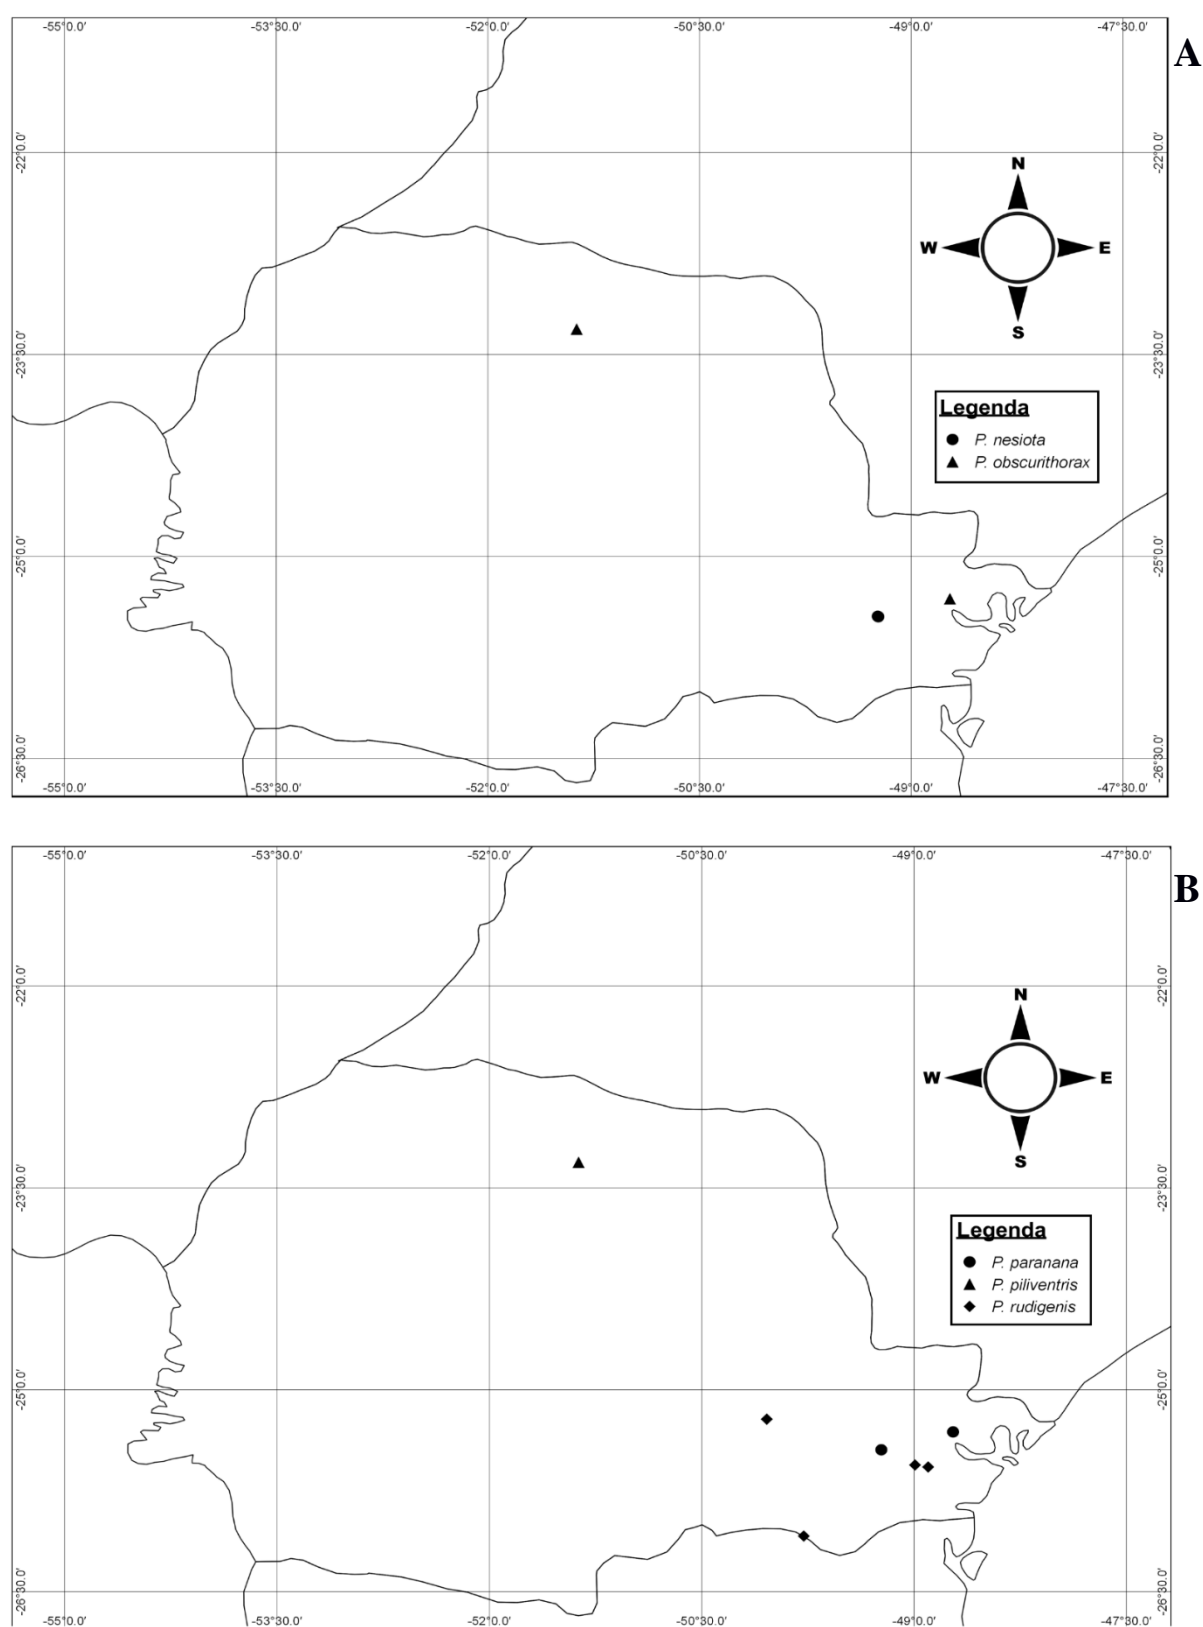 -55°0.0' -53°30.0' -52°0.0' -50°30.0' -49°0.0' -47°30.0'
A
-22°0.0' -22°0.0'
N
W E
S
-23°30.0' -23°30.0'
Legenda
P. nesiota
P. obscurithorax
-25°0.0' -25°0.0'
-26°30.0' -26°30.0'
-55°0.0' -53°30.0' -52°0.0' -50°30.0' -49°0.0' -47°30.0'
-55°0.0' -53°30.0' -52°0.0' -50°30.0' -49°0.0' -47°30.0'
B
-22°0.0' -22°0.0'
N
W E
S
-23°30.0' -23°30.0'
Legenda
P. paranana
P. piliventris
P. rudigenis
-25°0.0' -25°0.0'
-26°30.0' -26°30.0'
-55°0.0' -53°30.0' -52°0.0' -50°30.0' -49°0.0' -47°30.0'